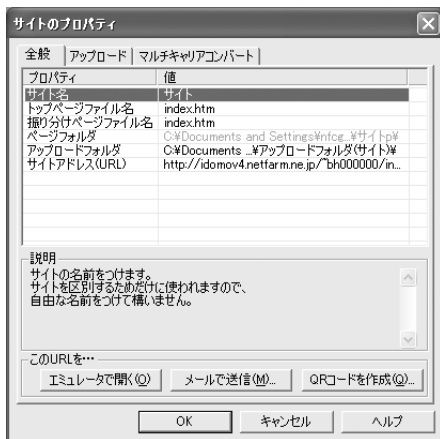 サイトのプロパティ
全般 アップロード マルチキャリアコンバート
プロパティ 値
サイト名 サイト
トップページファイル名 index.htm
振り分けページファイル名 index.htm
ページフォルダ C:¥Documents and Settings¥nfcg...¥サイトp¥
アップロードフォルダ C:¥Documents ...¥アップロードフォルダ(サイト)¥
サイトアドレス(URL) http://idomov4.netfarm.ne.jp/~bh000000/in...
説明
サイトの名前をつけます。
サイトを区別するためだけに使われますので、
自由な名前をつけて構いません。
このURLを…
エミュレータで開く(O) メールで送信(M)... QRコードを作成(Q)...
OK キャンセル ヘルプ